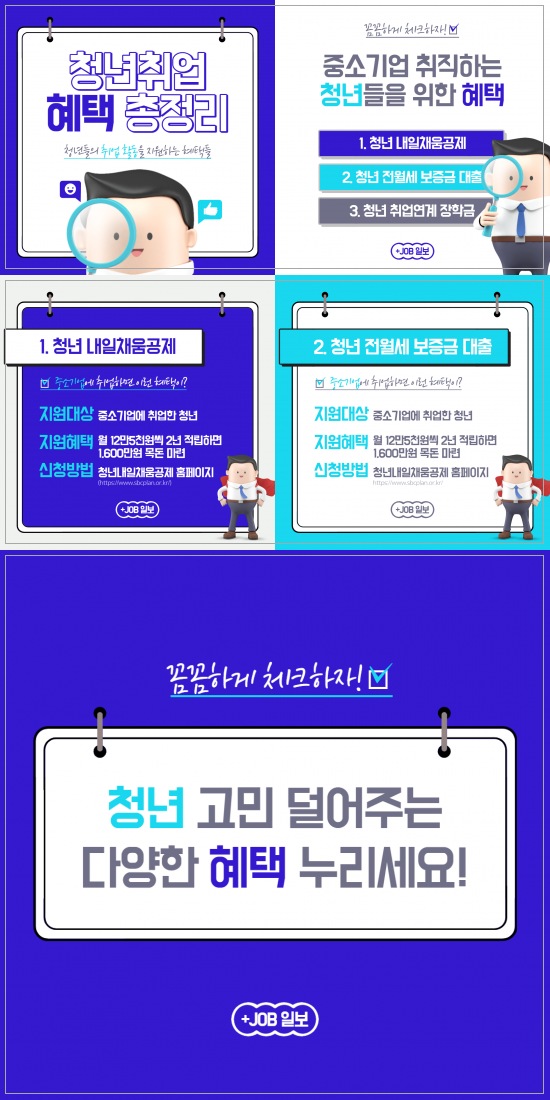 청년취업
혜택 총정리
청년들의 취업 활동을 지원하는 혜택들
꼼꼼하게 체크하자!
중소기업 취직하는
청년들을 위한 혜택
1. 청년 내일채움공제
2. 청년 전월세 보증금 대출
3. 청년 취업연계 장학금
+JOB 일보
1. 청년 내일채움공제
중소기업에 취업하면 이런 혜택이?
지원대상 중소기업에 취업한 청년
지원혜택 월 12만5천원씩 2년 적립하면
1,600만원 목돈 마련
신청방법 청년내일채움공제 홈페이지
(https://www.sbcplan.or.kr/)
+JOB 일보
2. 청년 전월세 보증금 대출
중소기업에 취업하면 이런 혜택이?
지원대상 중소기업에 취업한 청년
지원혜택 월 12만5천원씩 2년 적립하면
1,600만원 목돈 마련
신청방법 청년내일채움공제 홈페이지
(https://www.sbcplan.or.kr/)
+JOB 일보
꼼꼼하게 체크하자!
청년 고민 덜어주는
다양한 혜택 누리세요!
+JOB 일보